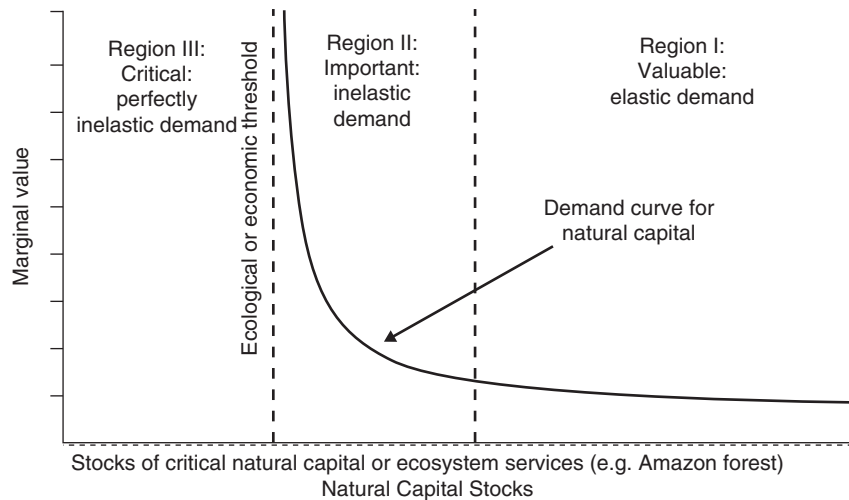 Region III:
Critical:
perfectly
inelastic demand
Ecological or economic threshold
Region II:
Important:
inelastic
demand
Region I:
Valuable:
elastic demand
Demand curve for
natural capital
Marginal value
Stocks of critical natural capital or ecosystem services (e.g. Amazon forest)
Natural Capital Stocks